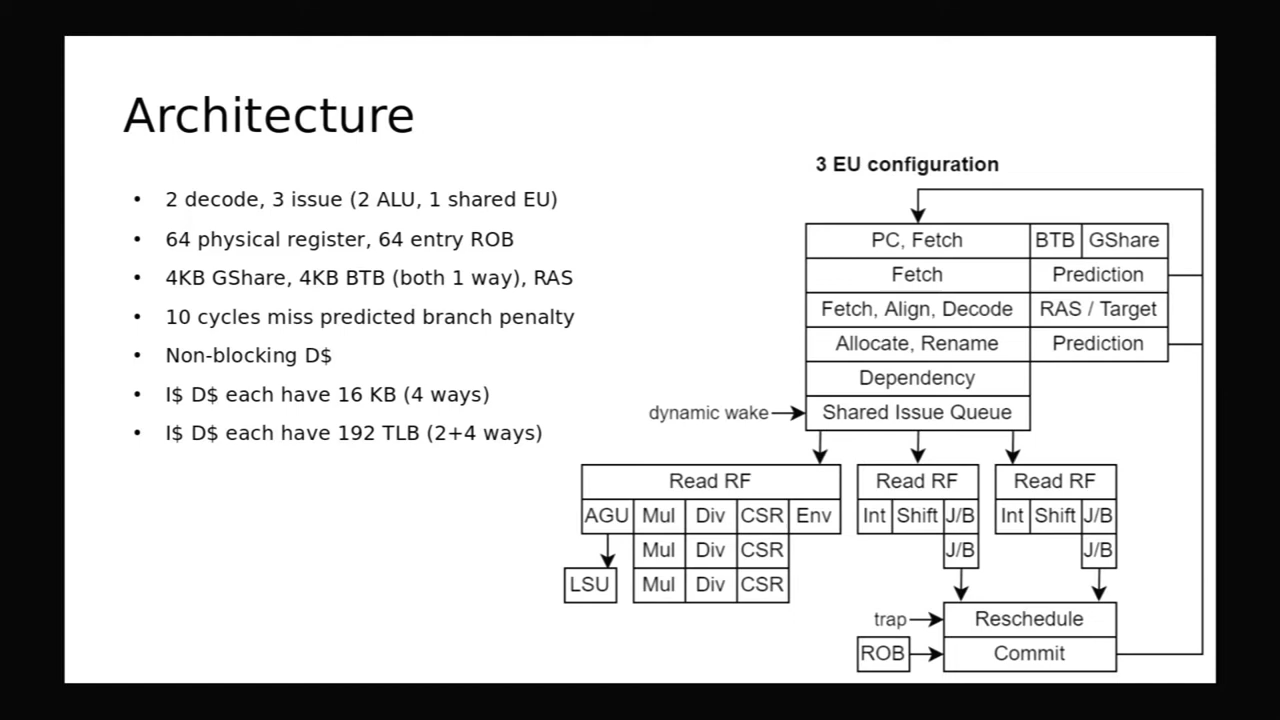 Architecture
• 2 decode, 3 issue (2 ALU, 1 shared EU)
• 64 physical register, 64 entry ROB
• 4KB GShare, 4KB BTB (both 1 way), RAS
• 10 cycles miss predicted branch penalty
• Non-blocking D$
• I$ D$ each have 16 KB (4 ways)
• I$ D$ each have 192 TLB (2+4 ways)
3 EU configuration
PC, Fetch BTB GShare
Fetch Prediction
Fetch, Align, Decode RAS / Target
Allocate, Rename Prediction
Dependency
dynamic wake Shared Issue Queue
Read RF Read RF Read RF
AGU Mul Div CSR Env Int Shift J/B Int Shift J/B
Mul Div CSR J/B J/B
LSU Mul Div CSR
trap Reschedule
ROB Commit